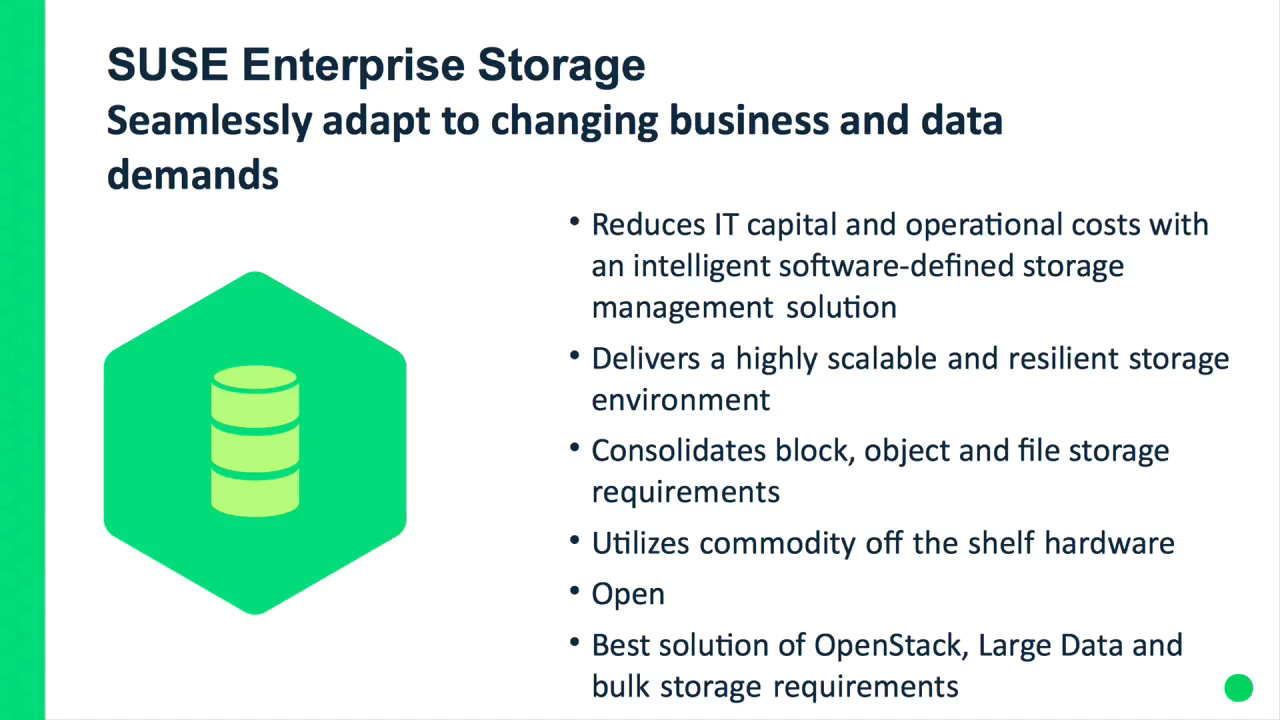 SUSE Enterprise Storage
Seamlessly adapt to changing business and data
demands
• Reduces IT capital and operational costs with
an intelligent software-defined storage
management solution
• Delivers a highly scalable and resilient storage
environment
• Consolidates block, object and file storage
requirements
• Utilizes commodity off the shelf hardware
• Open
• Best solution of OpenStack, Large Data and
bulk storage requirements